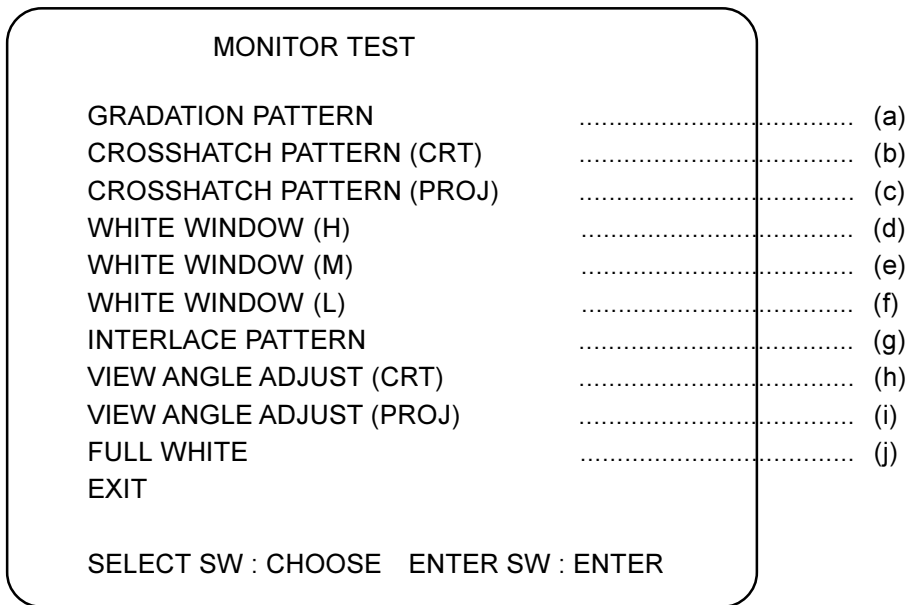 MONITOR TEST
GRADATION PATTERN ..................................... (a)
CROSSHATCH PATTERN (CRT) ..................................... (b)
CROSSHATCH PATTERN (PROJ) ..................................... (c)
WHITE WINDOW (H) ..................................... (d)
WHITE WINDOW (M) ..................................... (e)
WHITE WINDOW (L) ..................................... (f)
INTERLACE PATTERN ..................................... (g)
VIEW ANGLE ADJUST (CRT) ..................................... (h)
VIEW ANGLE ADJUST (PROJ) ..................................... (i)
FULL WHITE ..................................... (j)
EXIT
SELECT SW : CHOOSE ENTER SW : ENTER